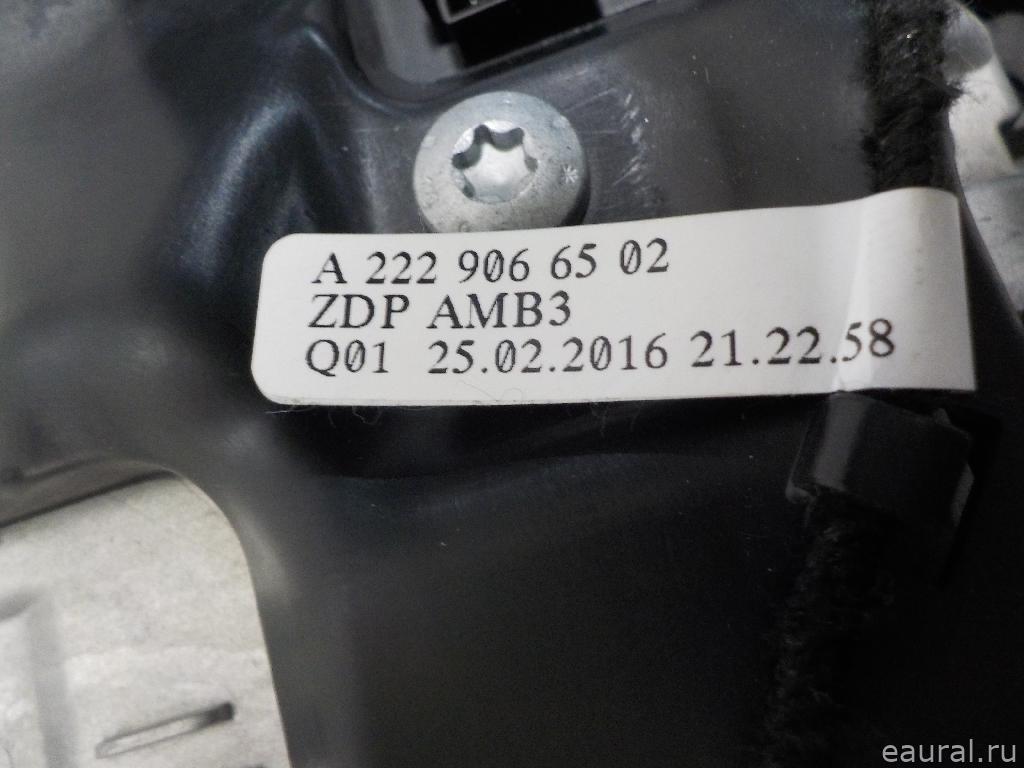 A 222 906 65 02
ZDP AMB3
Q01 25.02.2016 21.22.58
eaural.ru